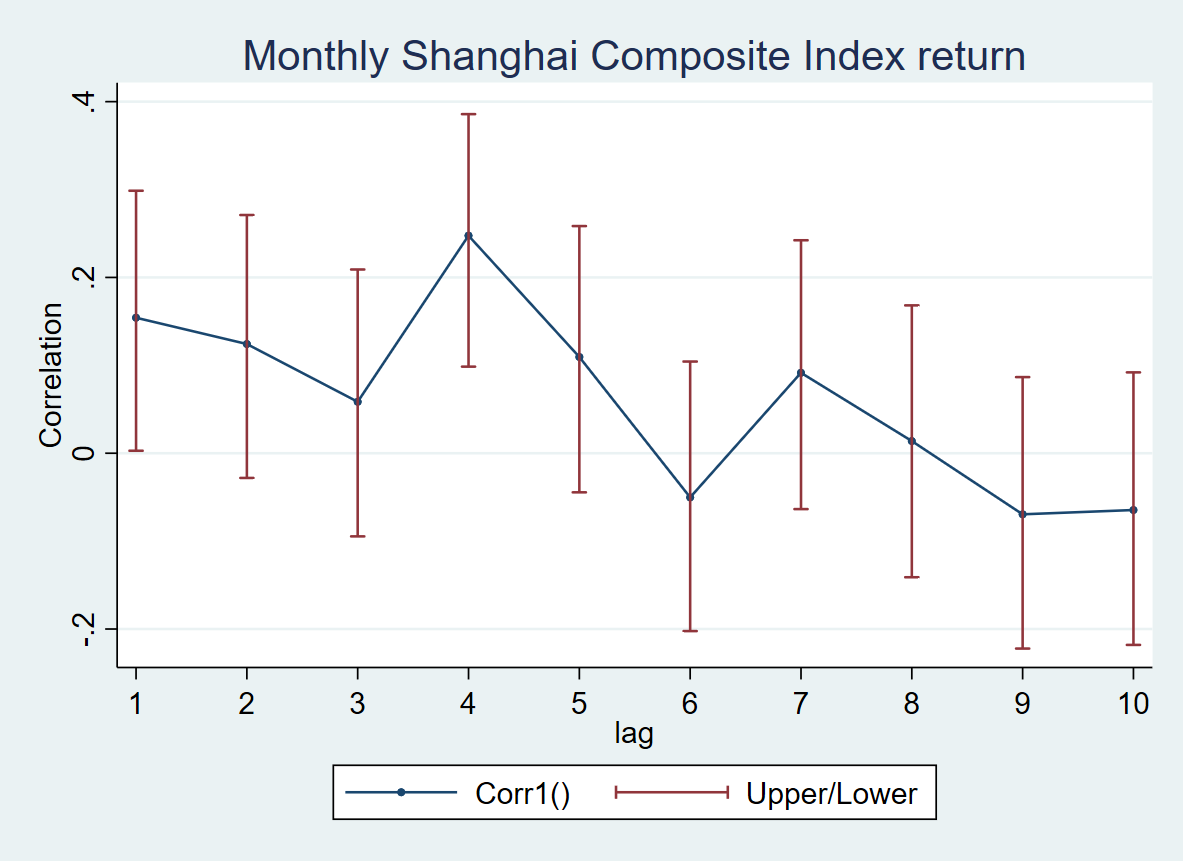 Monthly Shanghai Composite Index return
.4
.2
0
-.2
Correlation
1 2 3 4 5 6 7 8 9 10
lag
Corr1() Upper/Lower